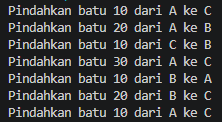 Pindahkan batu 10 dari A ke C
Pindahkan batu 20 dari A ke B
Pindahkan batu 10 dari C ke B
Pindahkan batu 30 dari A ke C
Pindahkan batu 10 dari B ke A
Pindahkan batu 20 dari B ke C
Pindahkan batu 10 dari A ke C